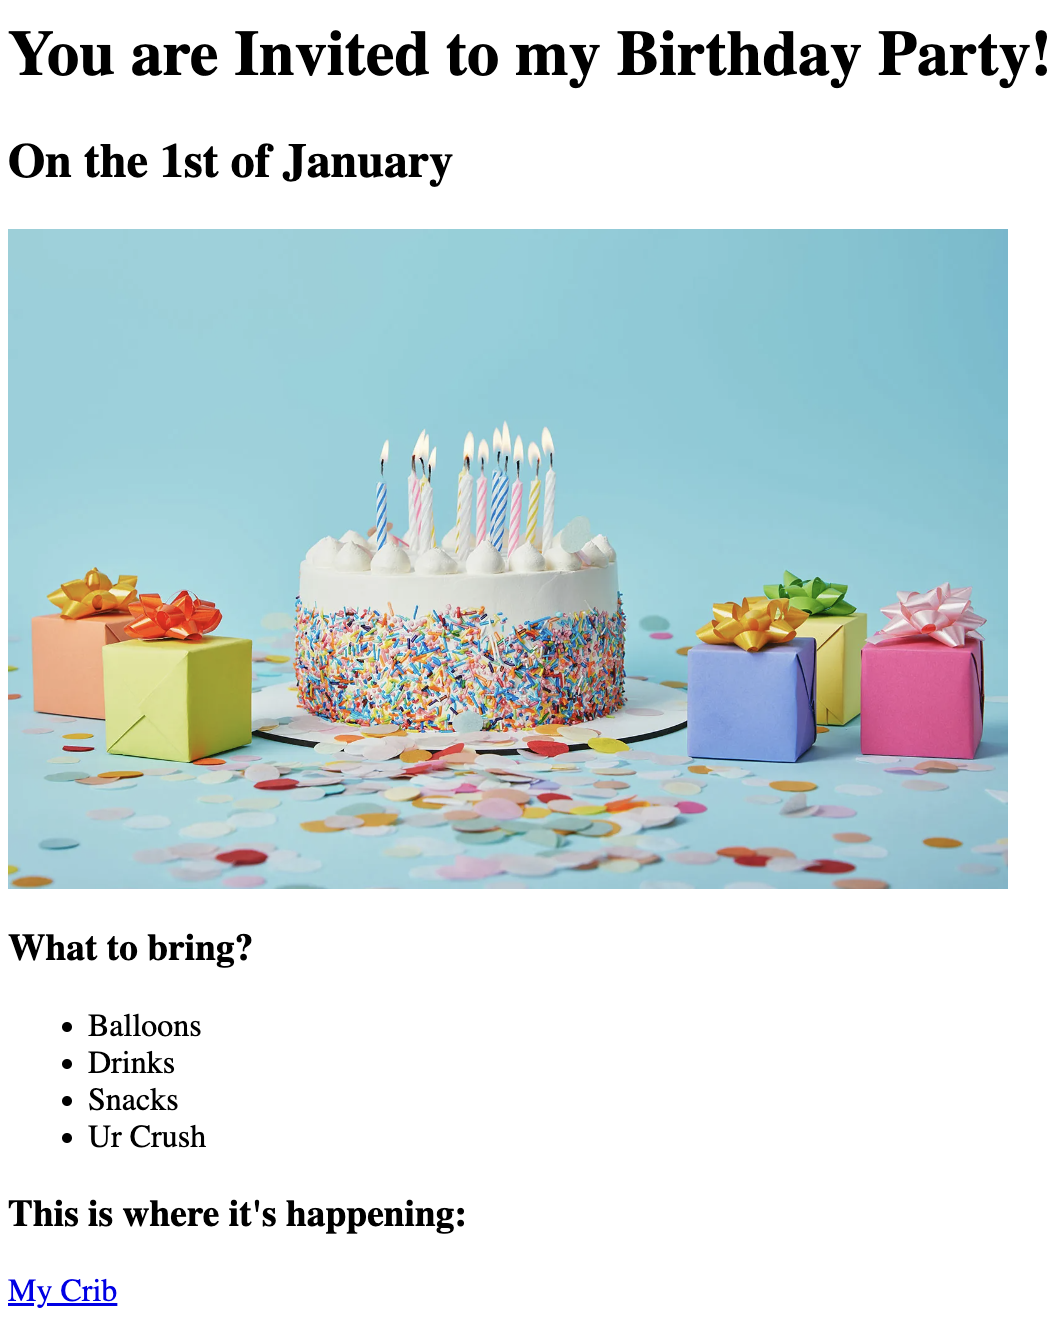 You are Invited to my Birthday Party!
On the 1st of January
What to bring?
Balloons
Drinks
Snacks
Ur Crush
This is where it's happening:
My Crib